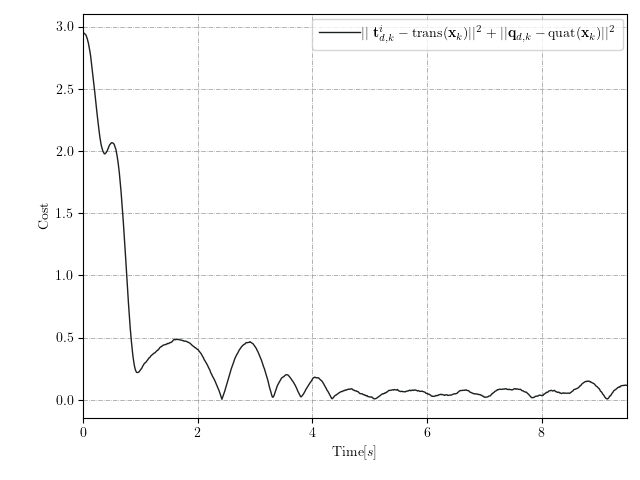 || t^i_{d,k} − trans(x_k)||^2 + ||q_{d,k} − quat(x_k)||^2
3.0
2.5
2.0
1.5
1.0
0.5
0.0
Cost
0 2 4 6 8
Time[s]